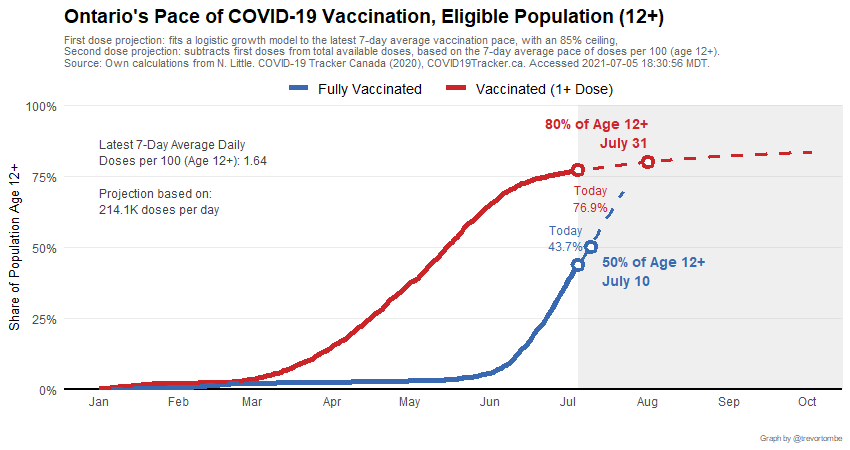 Ontario's Pace of COVID-19 Vaccination, Eligible Population (12+)
First dose projection: fits a logistic growth model to the latest 7-day average vaccination pace, with an 85% ceiling,
Second dose projection: subtracts first doses from total available doses, based on the 7-day average pace of doses per 100 (age 12+).
Source: Own calculations from N. Little. COVID-19 Tracker Canada (2020), COVID19Tracker.ca. Accessed 2021-07-05 18:30:56 MDT.
Fully Vaccinated
Vaccinated (1+ Dose)
Share of Population Age 12+
100%
75%
50%
25%
0%
Latest 7-Day Average Daily
Doses per 100 (Age 12+): 1.64
Projection based on:
214.1K doses per day
80% of Age 12+
July 31
Today
76.9%
Today
43.7%
50% of Age 12+
July 10
Jan
Feb
Mar
Apr
May
Jun
Jul
Aug
Sep
Oct
Graph by @trevortombe